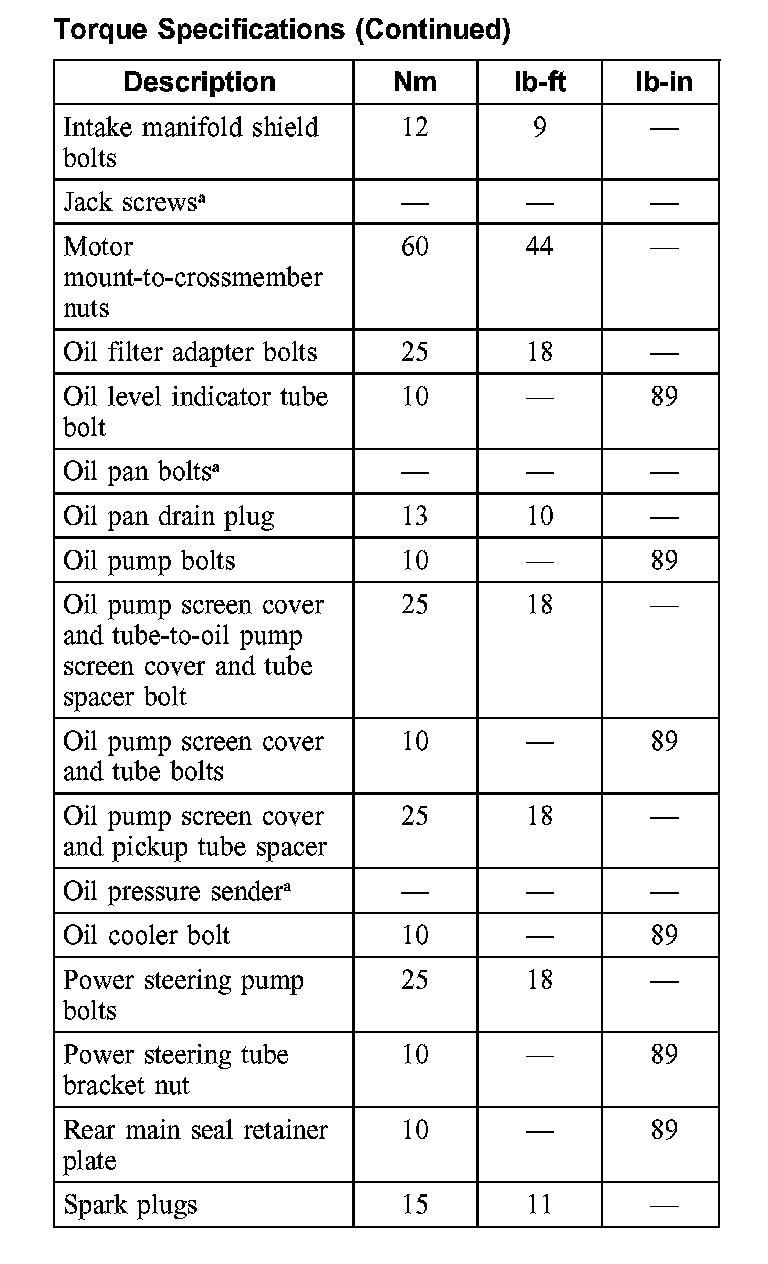 Torque Specifications (Continued)
Description Nm lb-ft lb-in
Intake manifold shield 12 9 —
bolts
Jack screwsª — — —
Motor 60 44 —
mount-to-crossmember
nuts
Oil filter adapter bolts 25 18 —
Oil level indicator tube 10 — 89
bolt
Oil pan boltsª — — —
Oil pan drain plug 13 10 —
Oil pump bolts 10 — 89
Oil pump screen cover 25 18 —
and tube-to-oil pump
screen cover and tube
spacer bolt
Oil pump screen cover 10 — 89
and tube bolts
Oil pump screen cover 25 18 —
and pickup tube spacer
Oil pressure senderª — — —
Oil cooler bolt 10 — 89
Power steering pump 25 18 —
bolts
Power steering tube 10 — 89
bracket nut
Rear main seal retainer 10 — 89
plate
Spark plugs 15 11 —